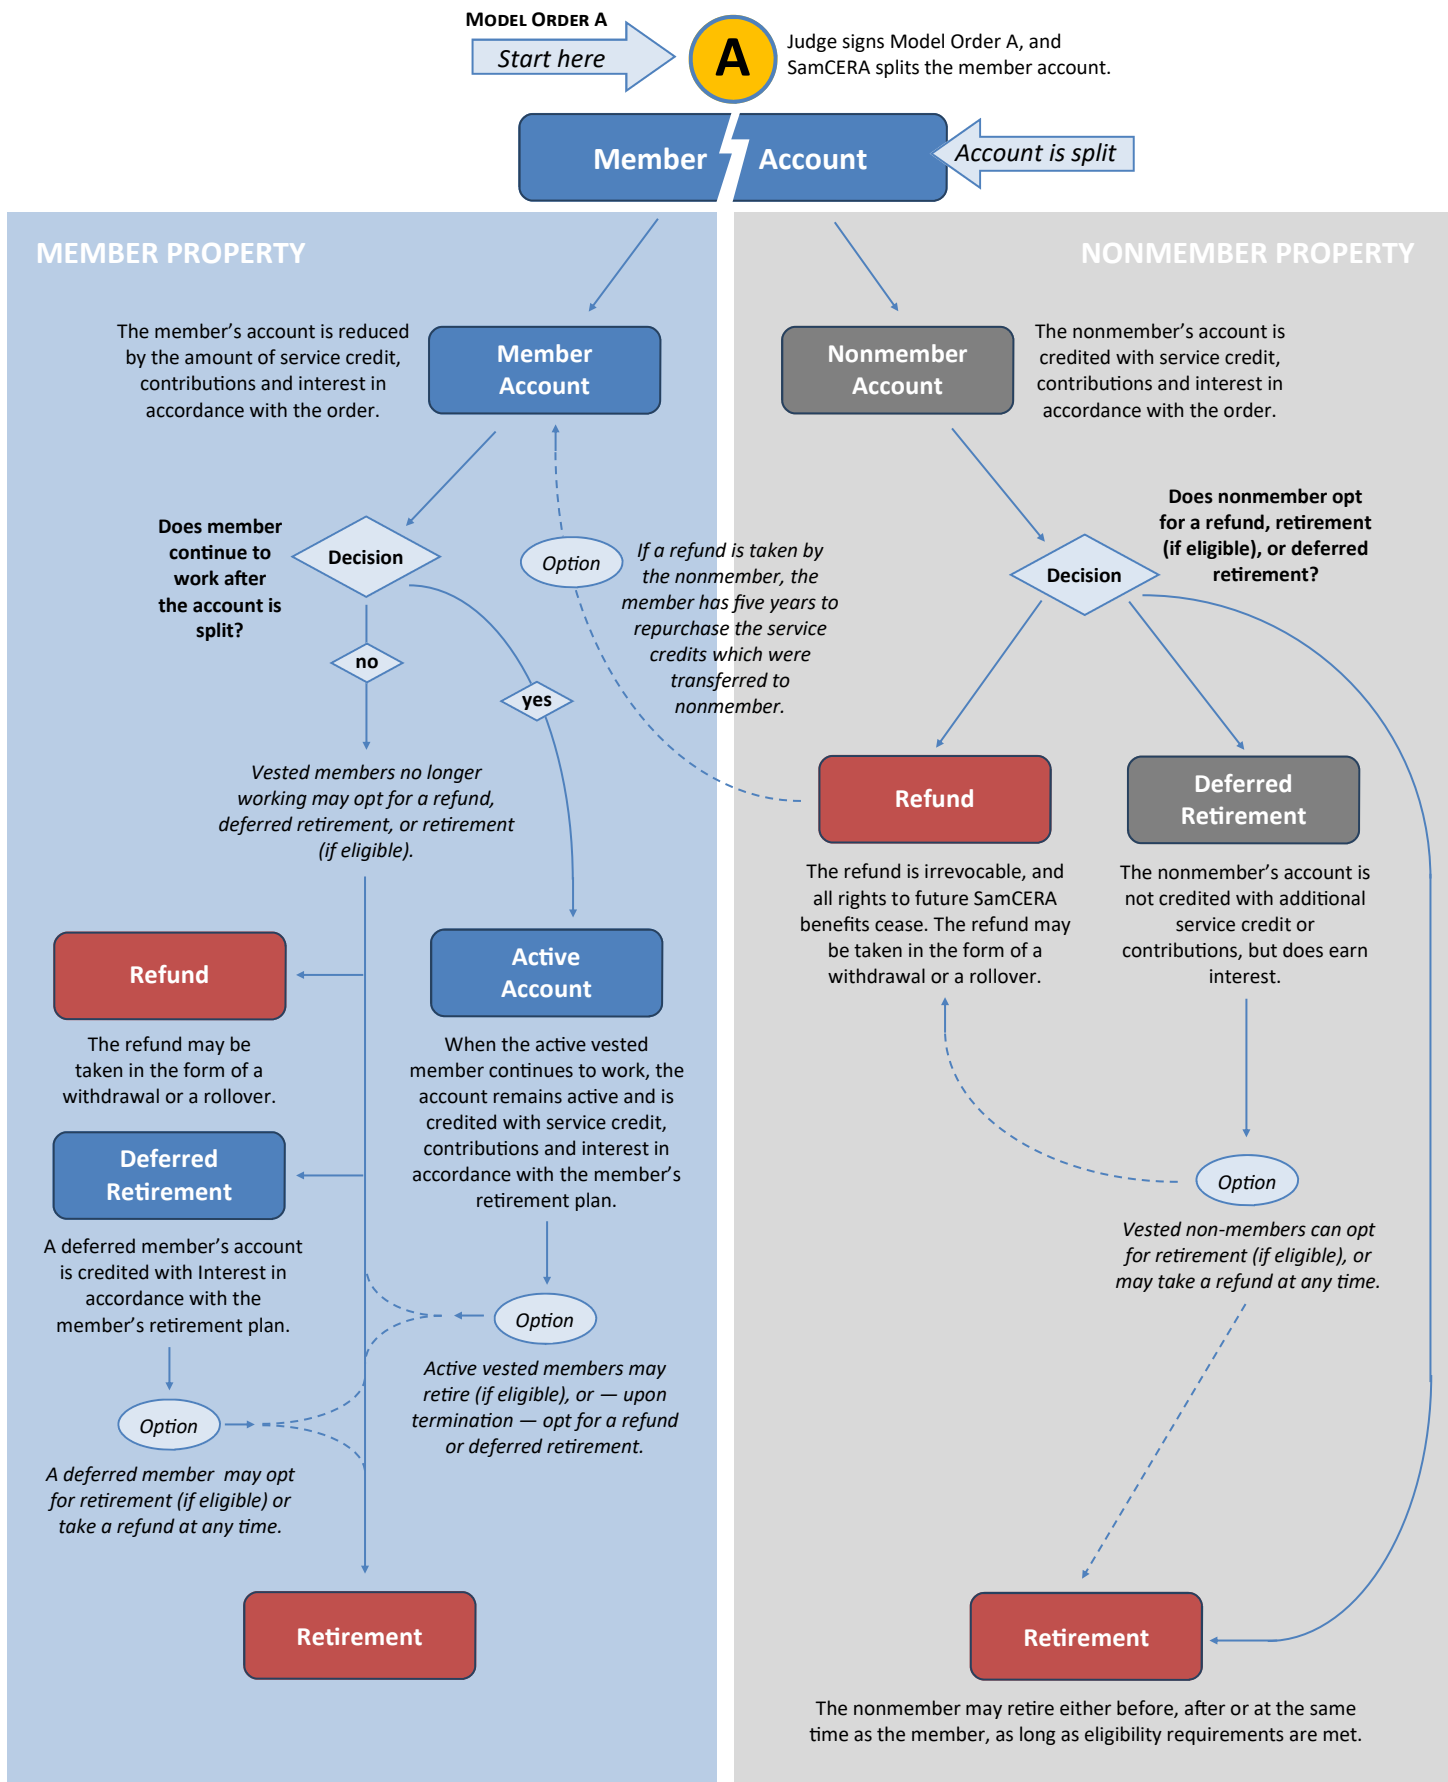 MODEL ORDER A
Start here
A
Judge signs Model Order A, and
SamCERA splits the member account.
Member Account
Account is split
MEMBER PROPERTY
The member’s account is reduced
by the amount of service credit,
contributions and interest in
accordance with the order.
Member
Account
Does member
continue to
work after
the account is
split?
Decision
no
yes
Option
If a refund is taken by
the nonmember, the
member has five years to
repurchase the service
credits which were
transferred to
nonmember.
Vested members no longer
working may opt for a refund,
deferred retirement, or retirement
(if eligible).
Refund
The refund may be
taken in the form of a
withdrawal or a rollover.
Deferred
Retirement
A deferred member’s account
is credited with Interest in
accordance with the
member’s retirement plan.
Option
A deferred member  may opt
for retirement (if eligible) or
take a refund at any time.
Active
Account
When the active vested
member continues to work, the
account remains active and is
credited with service credit,
contributions and interest in
accordance with the member’s
retirement plan.
Option
Active vested members may
retire (if eligible), or — upon
termination — opt for a refund
or deferred retirement.
Retirement
NONMEMBER PROPERTY
Nonmember
Account
The nonmember’s account is
credited with service credit,
contributions and interest in
accordance with the order.
Does nonmember opt
for a refund, retirement
(if eligible), or deferred
retirement?
Decision
Refund
The refund is irrevocable, and
all rights to future SamCERA
benefits cease. The refund may
be taken in the form of a
withdrawal or a rollover.
Deferred
Retirement
The nonmember’s account is
not credited with additional
service credit or
contributions, but does earn
interest.
Option
Vested non-members can opt
for retirement (if eligible), or
may take a refund at any time.
Retirement
The nonmember may retire either before, after or at the same
time as the member, as long as eligibility requirements are met.